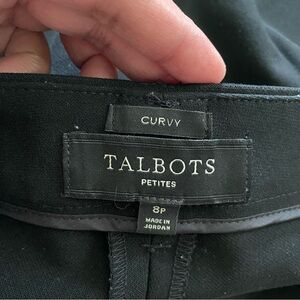 CURVY
TALBOTS
PETITES
8P
MADE IN
JORDAN